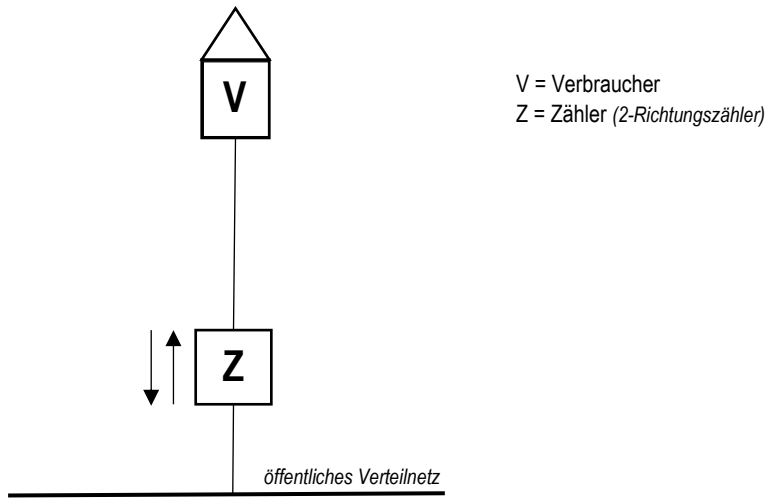 V
V = Verbraucher
Z = Zähler (2-Richtungszähler)
Z
öffentliches Verteilnetz